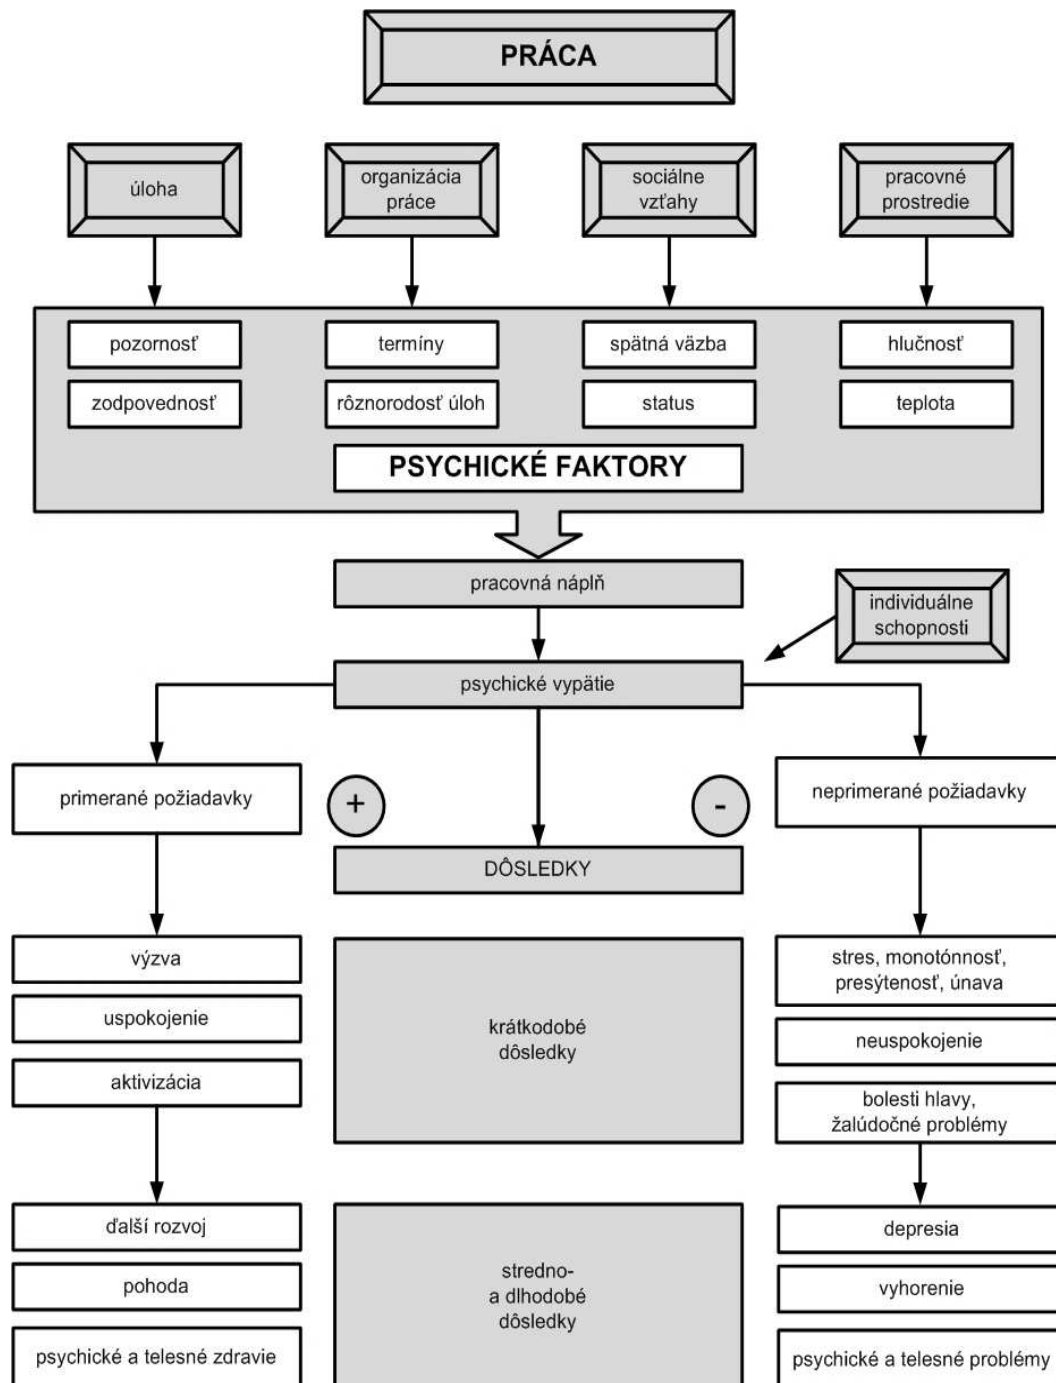 PRÁCA
úloha
organizácia
práce
sociálne
vzťahy
pracovné
prostredie
pozornosť
termíny
spätná väzba
hlučnosť
zodpovednosť
rôznorodosť úloh
status
teplota
PSYCHICKÉ FAKTORY
pracovná náplň
individuálne
schopnosti
psychické vypätie
primerané požiadavky
+
-
neprimerané požiadavky
DÔSLEDKY
výzva
uspokojenie
aktivizácia
krátkodobé
dôsledky
stres, monotónnosť,
presýtenosť, únava
neuspokojenie
bolesti hlavy,
žalúdočné problémy
ďalší rozvoj
pohoda
psychické a telesné zdravie
stredno-
a dlhodobé
dôsledky
depresia
vyhorenie
psychické a telesné problémy